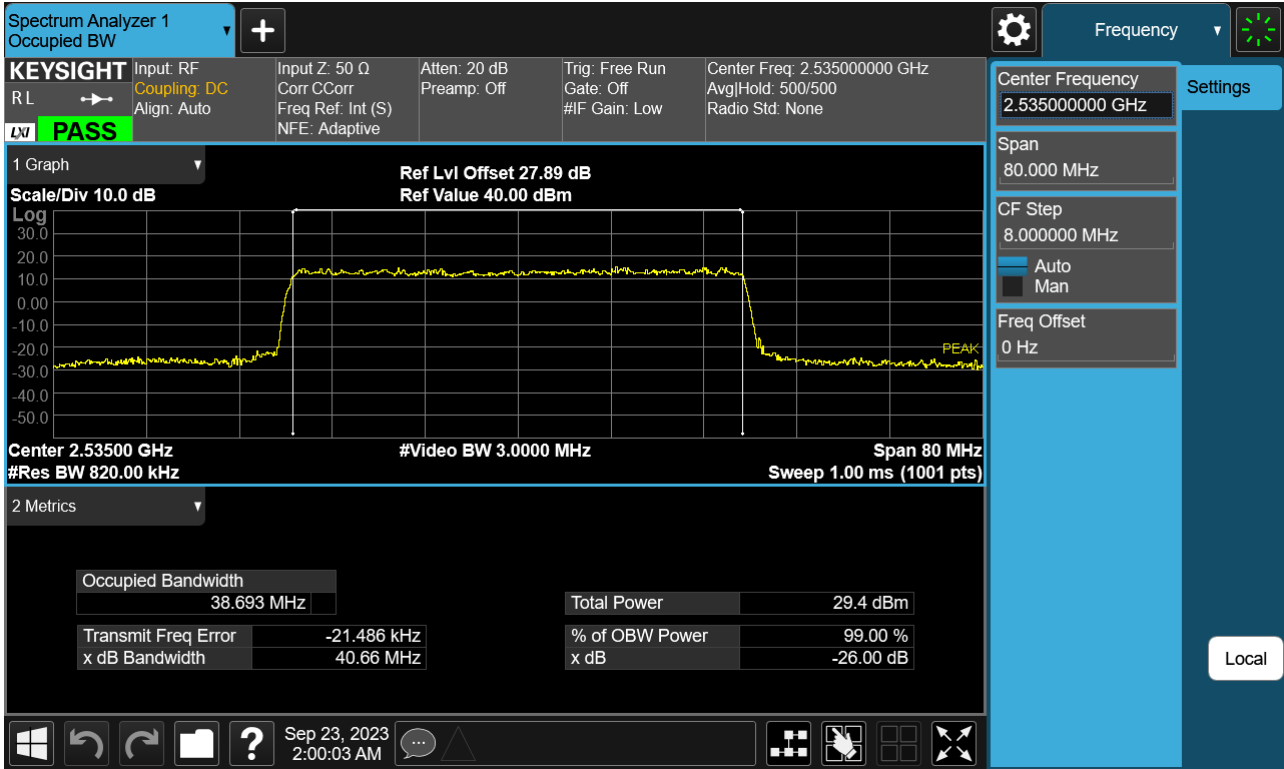 Spectrum Analyzer 1
Occupied BW
Frequency
KEYSIGHT
R L
LXI
PASS
Input: RF
Coupling: DC
Align: Auto
Input Z: 50 Ω
Corr CCorr
Freq Ref: Int (S)
NFE: Adaptive
Atten: 20 dB
Preamp: Off
Trig: Free Run
Gate: Off
#IF Gain: Low
Center Freq: 2.535000000 GHz
Avg|Hold: 500/500
Radio Std: None
Center Frequency
2.535000000 GHz
Settings
Span
80.000 MHz
CF Step
8.000000 MHz
Auto
Man
Freq Offset
0 Hz
Local
1 Graph
Ref Lvl Offset 27.89 dB
Scale/Div 10.0 dB
Ref Value 40.00 dBm
Log
30.0
20.0
10.0
0.00
-10.0
-20.0
-30.0
-40.0
-50.0
PEAK
Center 2.53500 GHz
#Video BW 3.0000 MHz
Span 80 MHz
#Res BW 820.00 kHz
Sweep 1.00 ms (1001 pts)
2 Metrics
Occupied Bandwidth
38.693 MHz
Total Power 29.4 dBm
Transmit Freq Error -21.486 kHz
% of OBW Power 99.00 %
x dB Bandwidth 40.66 MHz
x dB -26.00 dB
?
Sep 23, 2023
2:00:03 AM